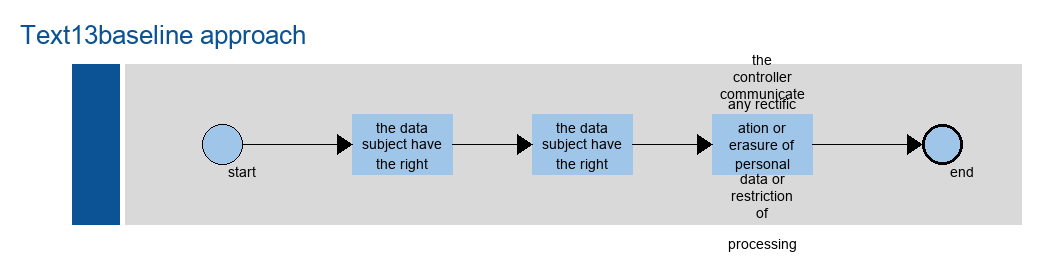 Text13baseline approach
start
the data
subject have
the right
the data
subject have
the right
the
controller
communicate
any rectific
ation or
erasure of
personal
data or
restriction
of
processing
end